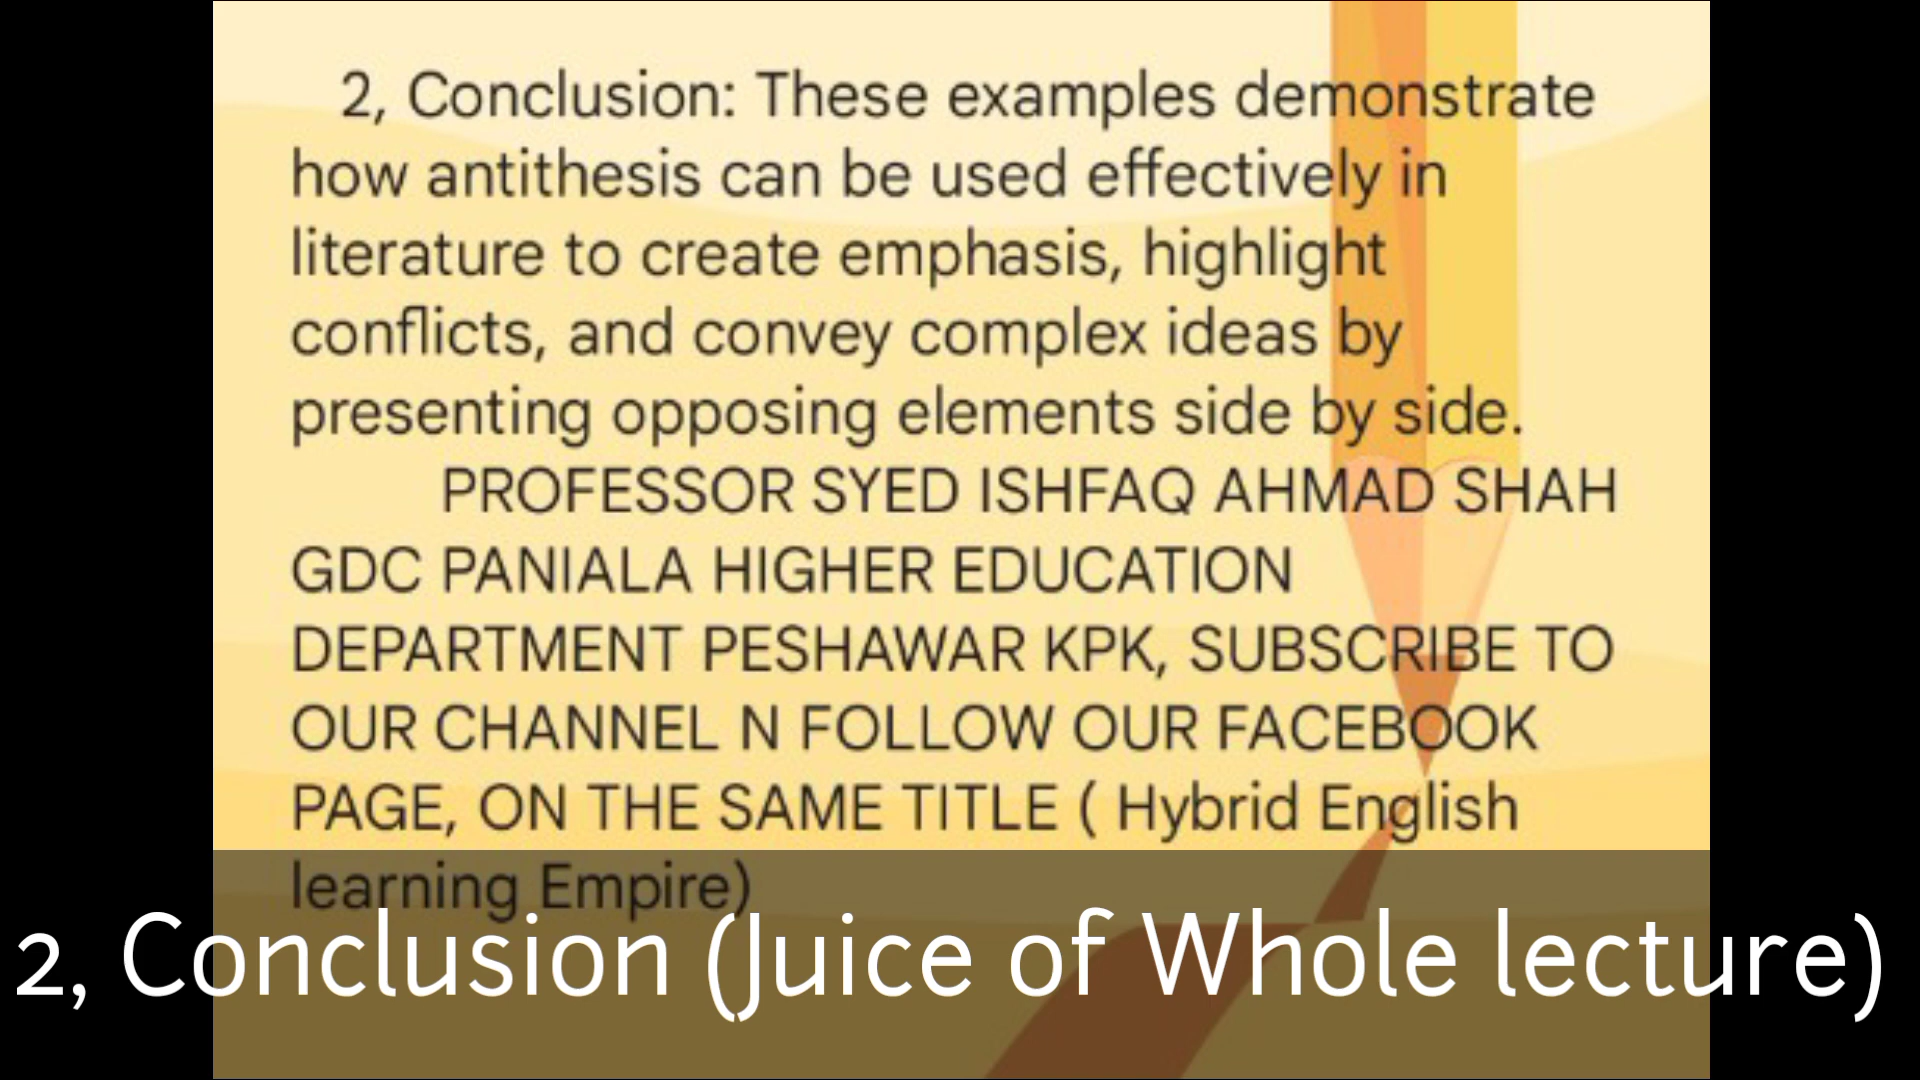 2, Conclusion: These examples demonstrate
how antithesis can be used effectively in
literature to create emphasis, highlight
conflicts, and convey complex ideas by
presenting opposing elements side by side.
PROFESSOR SYED ISHFAQ AHMAD SHAH
GDC PANIALA HIGHER EDUCATION
DEPARTMENT PESHAWAR KPK, SUBSCRIBE TO
OUR CHANNEL N FOLLOW OUR FACEBOOK
PAGE, ON THE SAME TITLE ( Hybrid English
learning Empire)
2, Conclusion (Juice of Whole lecture)